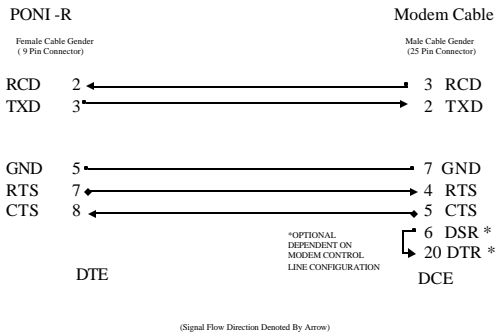 PONI -R Modem Cable
Female Cable Gender Male Cable Gender
( 9 Pin Connector) (25 Pin Connector)
RCD 2 3 RCD
TXD 3 2 TXD
GND 5 7 GND
RTS 7 4 RTS
CTS 8 5 CTS
6 DSR *
20 DTR *
*OPTIONAL
DEPENDENT ON
MODEM CONTROL
LINE CONFIGURATION
DTE DCE
(Signal Flow Direction Denoted By Arrow)